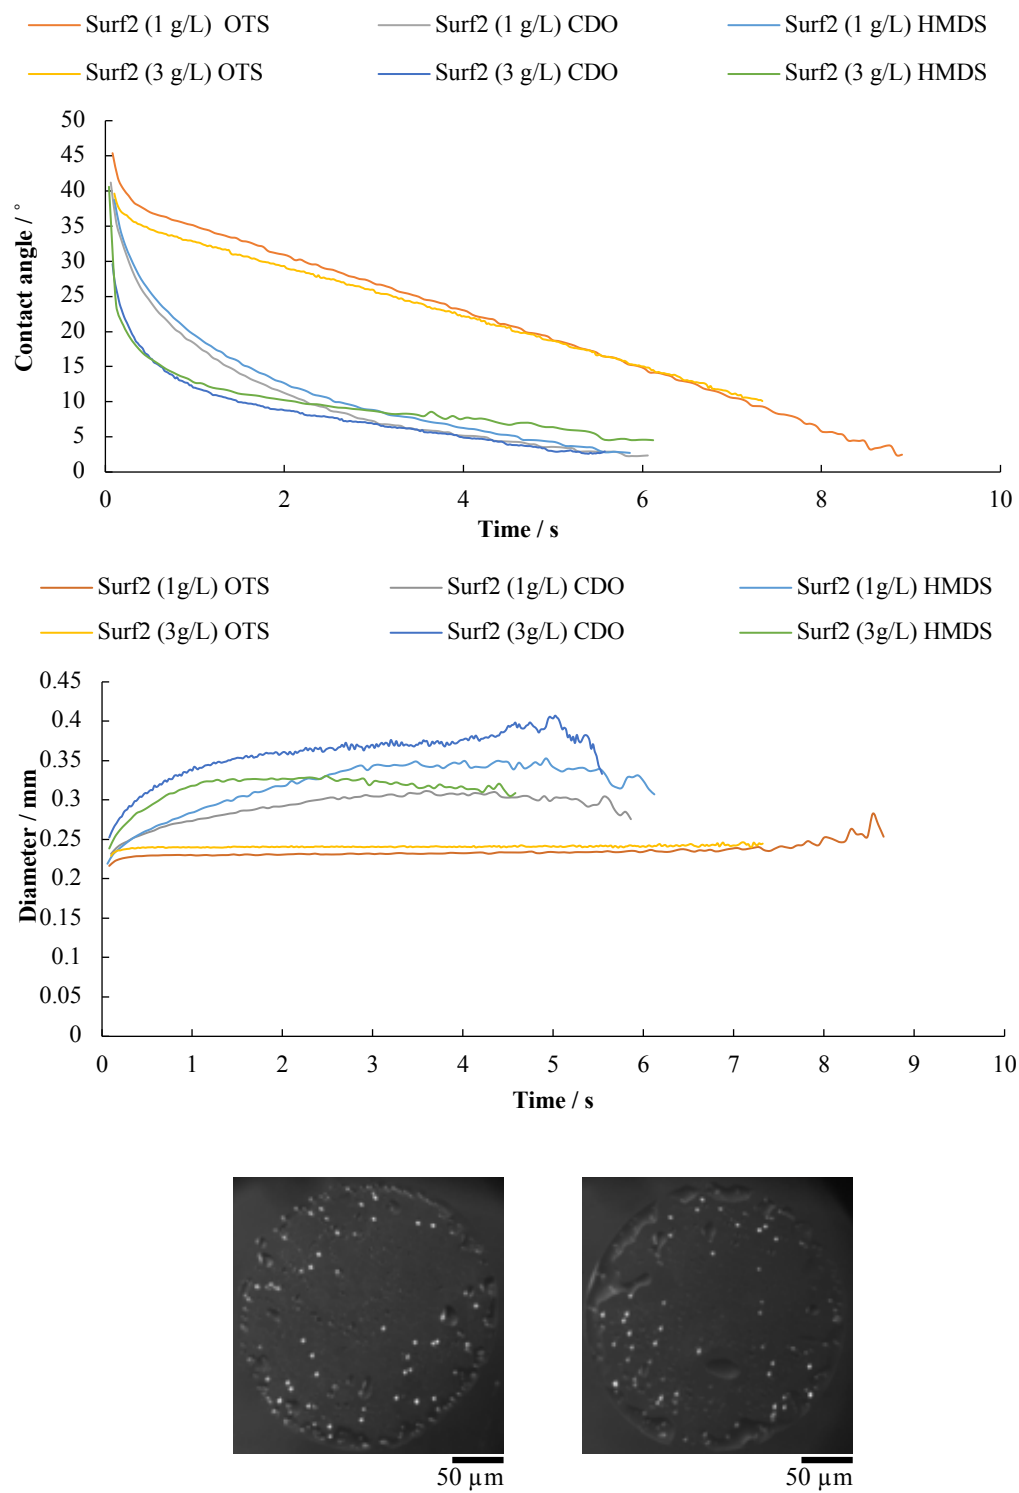 Surf2 (1 g/L)  OTS Surf2 (1 g/L) CDO Surf2 (1 g/L) HMDS
Surf2 (3 g/L) OTS Surf2 (3 g/L) CDO Surf2 (3 g/L) HMDS
50
45
40
35
30
25
20
15
10
5
0
Contact angle / °
0 2 4 6 8 10
Time / s
Surf2 (1g/L) OTS Surf2 (1g/L) CDO Surf2 (1g/L) HMDS
Surf2 (3g/L) OTS Surf2 (3g/L) CDO Surf2 (3g/L) HMDS
0.45
0.4
0.35
0.3
0.25
0.2
0.15
0.1
0.05
0
Diameter / mm
0 1 2 3 4 5 6 7 8 9 10
Time / s
50 μm 50 μm